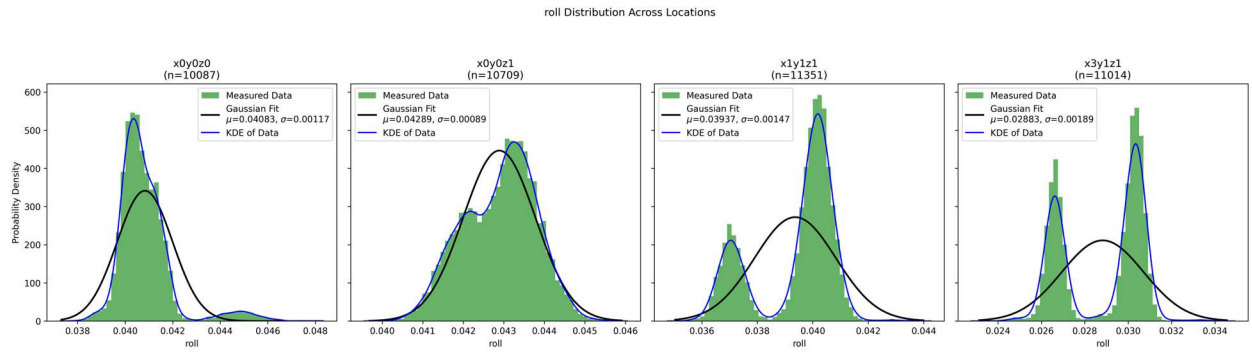 roll Distribution Across Locations
x0y0z0
(n=10087)
Measured Data
Gaussian Fit
μ=0.04083, σ=0.00117
KDE of Data
Probability Density
600
500
400
300
200
100
0
0.038
0.040
0.042
0.044
0.046
0.048
roll
x0y0z1
(n=10709)
Measured Data
Gaussian Fit
μ=0.04289, σ=0.00089
KDE of Data
0.040
0.041
0.042
0.043
0.044
0.045
0.046
roll
x1y1z1
(n=11351)
Measured Data
Gaussian Fit
μ=0.03937, σ=0.00147
KDE of Data
0.036
0.038
0.040
0.042
0.044
roll
x3y1z1
(n=11014)
Measured Data
Gaussian Fit
μ=0.02883, σ=0.00189
KDE of Data
0.024
0.026
0.028
0.030
0.032
0.034
roll